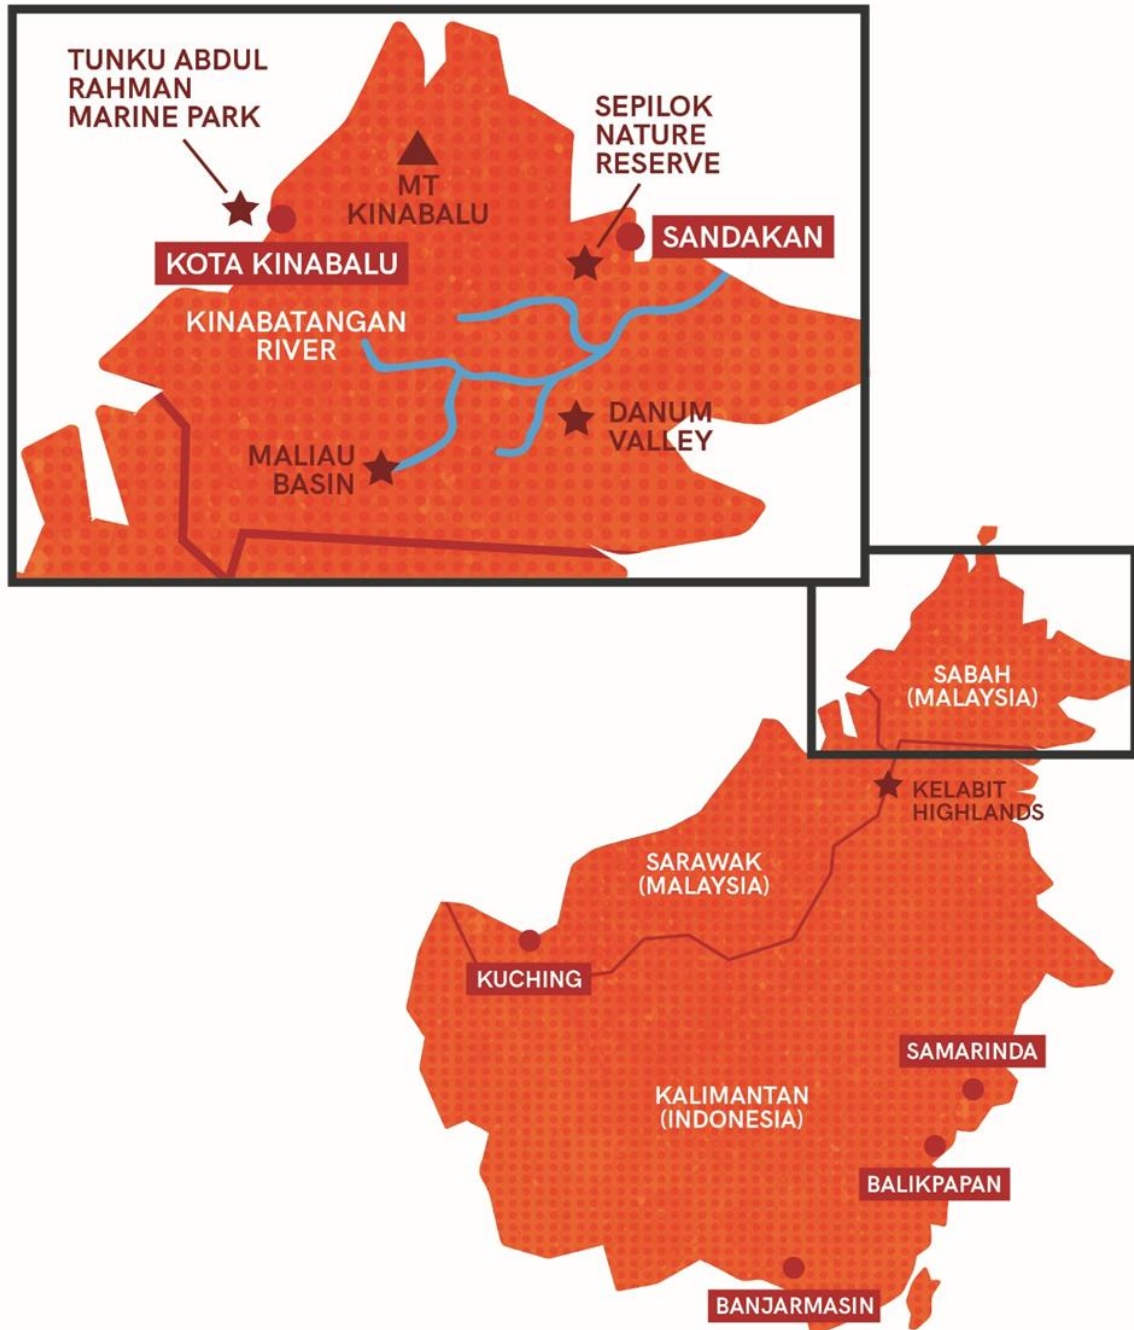 TUNKU ABDUL
RAHMAN
MARINE PARK
SEPILOK
NATURE
RESERVE
MT
KINABALU
SANDAKAN
KOTA KINABALU
KINABATANGAN
RIVER
DANUM
VALLEY
MALIAU
BASIN
SABAH
(MALAYSIA)
KELABIT
HIGHLANDS
SARAWAK
(MALAYSIA)
KUCHING
SAMARINDA
KALIMANTAN
(INDONESIA)
BALIKPAPAN
BANJARMASIN